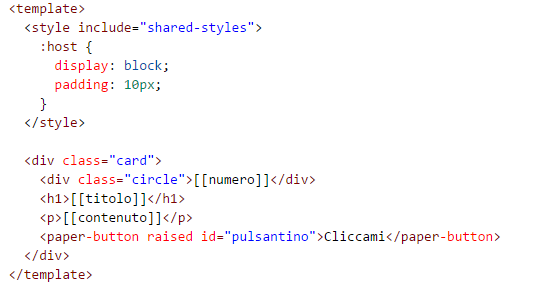 <template>
  <style include="shared-styles">
    :host {
      display: block;
      padding: 10px;
    }
  </style>

  <div class="card">
    <div class="circle">[[numero]]</div>
    <h1>[[titolo]]</h1>
    <p>[[contenuto]]</p>
    <paper-button raised id="pulsantino">Cliccami</paper-button>
  </div>
</template>